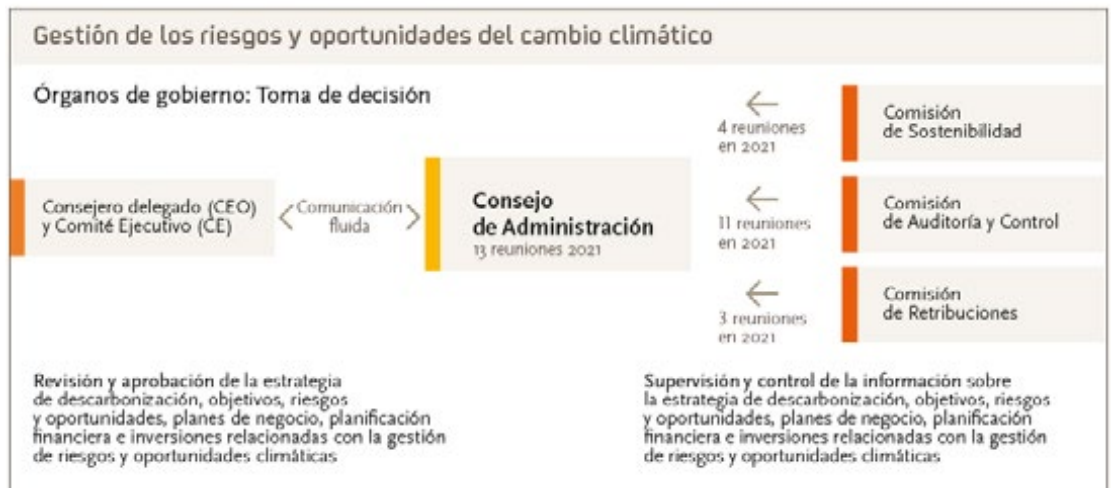 Gestión de los riesgos y oportunidades del cambio climático
Órganos de gobierno: Toma de decisión
Consejero delegado (CEO)
y Comité Ejecutivo (CE)
Comunicación
fluida
Consejo
de Administración
13 reuniones 2021
4 reuniones
en 2021
Comisión
de Sostenibilidad
11 reuniones
en 2021
Comisión
de Auditoría y Control
3 reuniones
en 2021
Comisión
de Retribuciones
Revisión y aprobación de la estrategia
de descarbonización, objetivos, riesgos
y oportunidades, planes de negocio, planificación
financiera e inversiones relacionadas con la gestión
de riesgos y oportunidades climáticas
Supervisión y control de la información sobre
la estrategia de descarbonización, objetivos, riesgos
y oportunidades, planes de negocio, planificación
financiera e inversiones relacionadas con la gestión
de riesgos y oportunidades climáticas